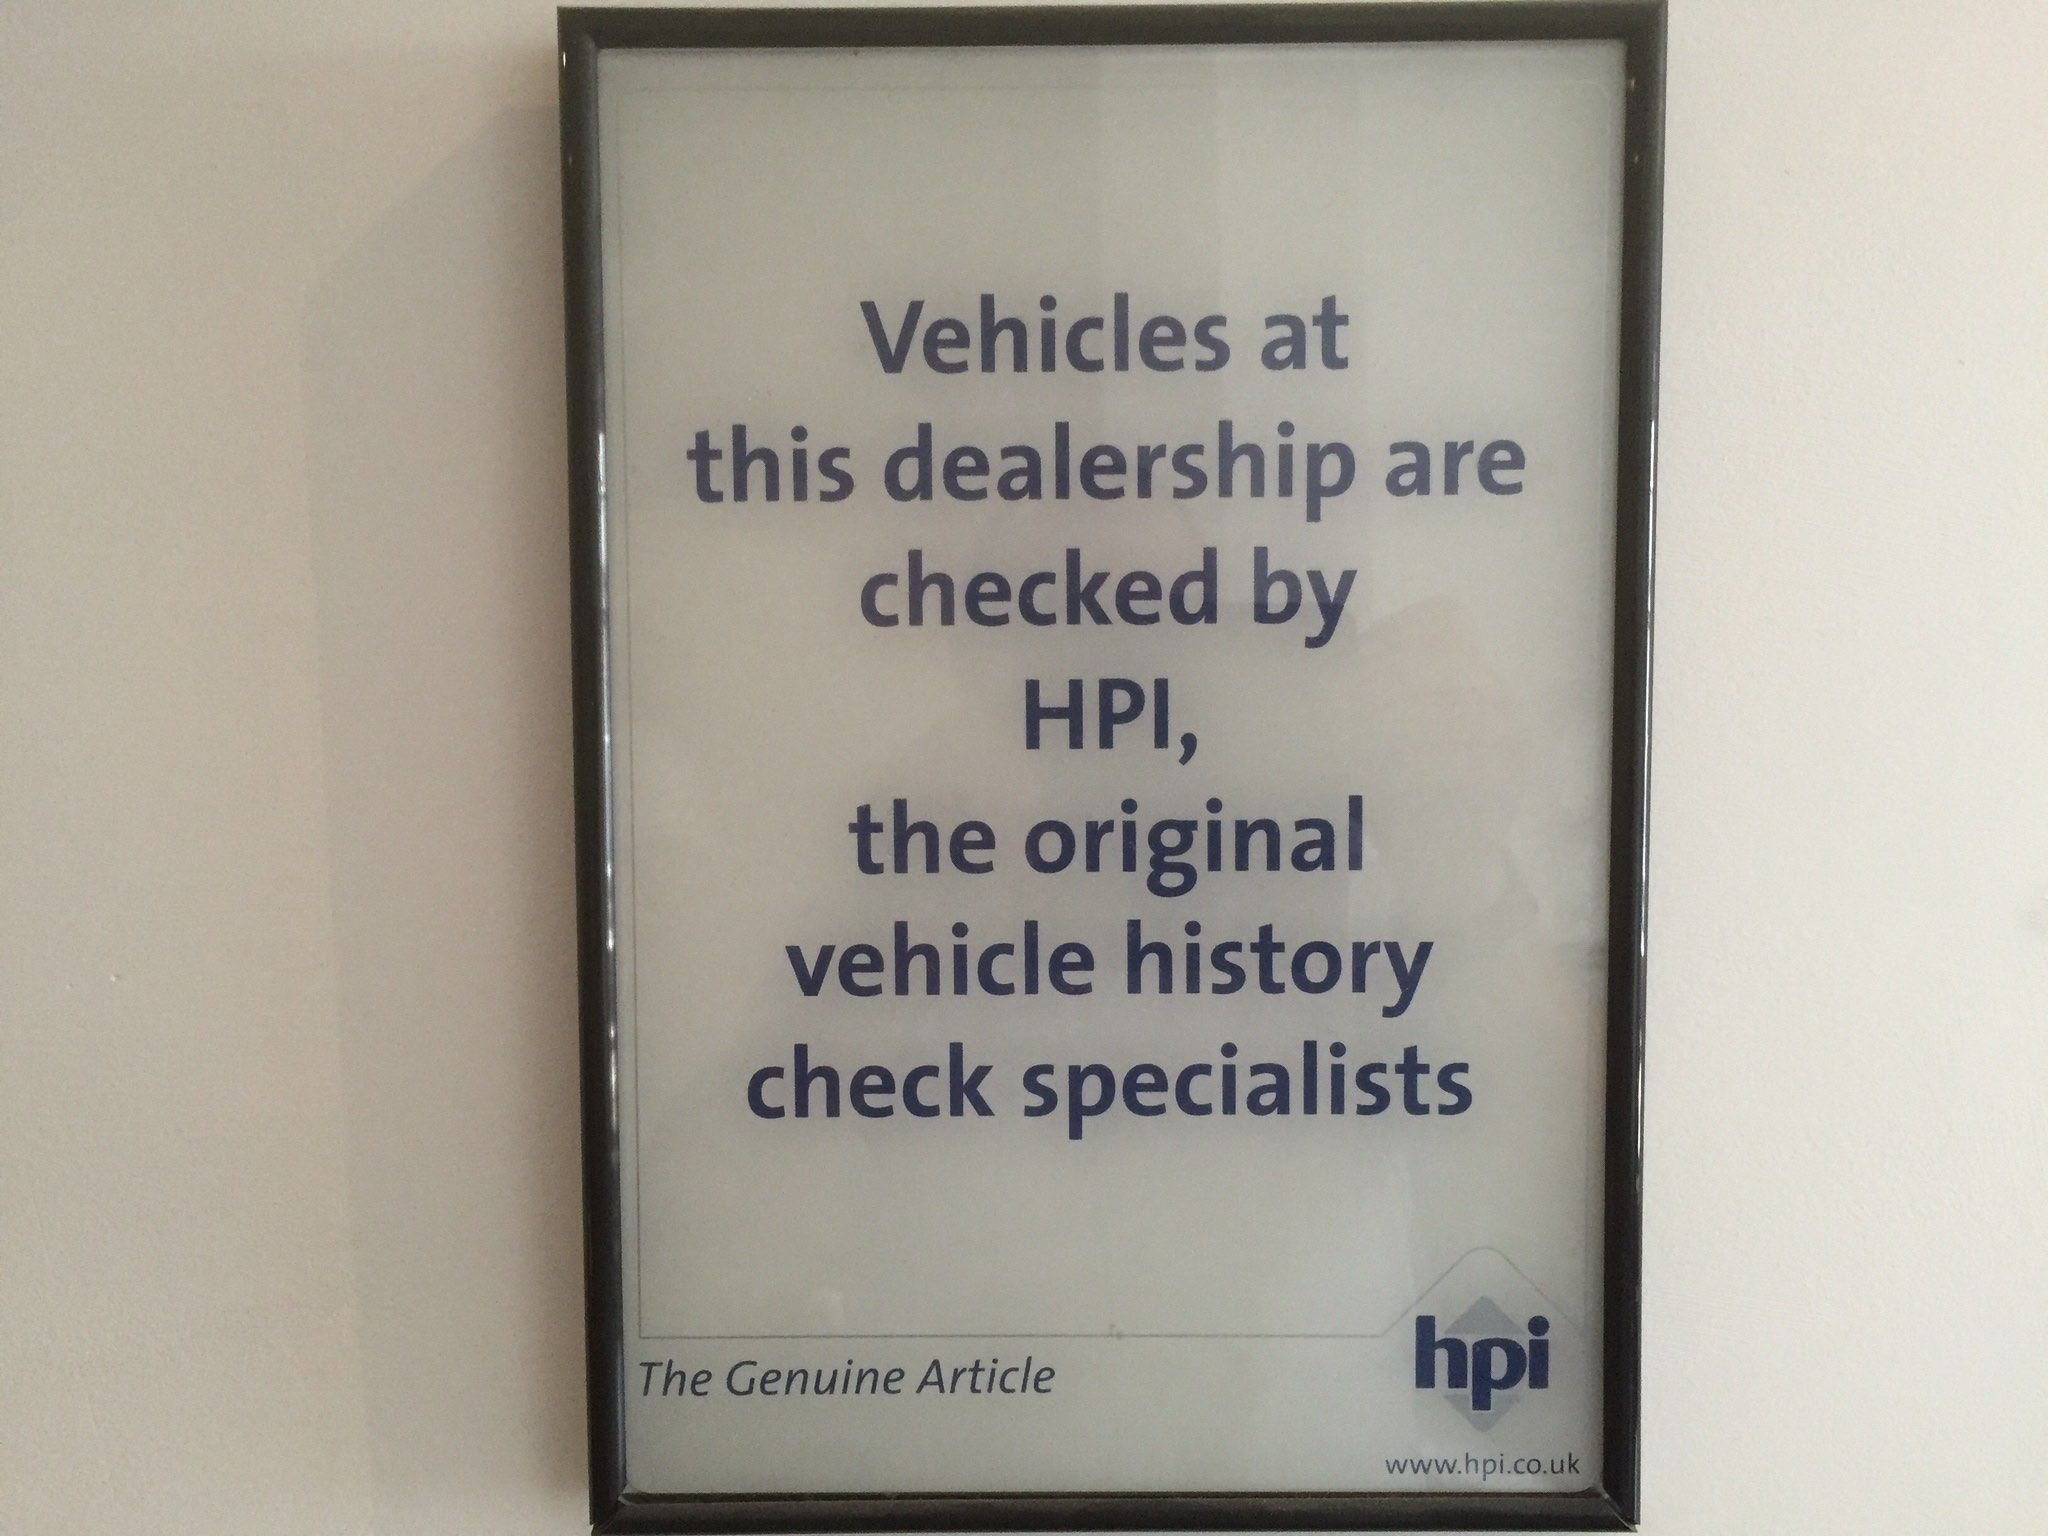 Vehicles at
this dealership are
checked by
HPI,
the original
vehicle history
check specialists
The Genuine Article
hpi
www.hpi.co.uk